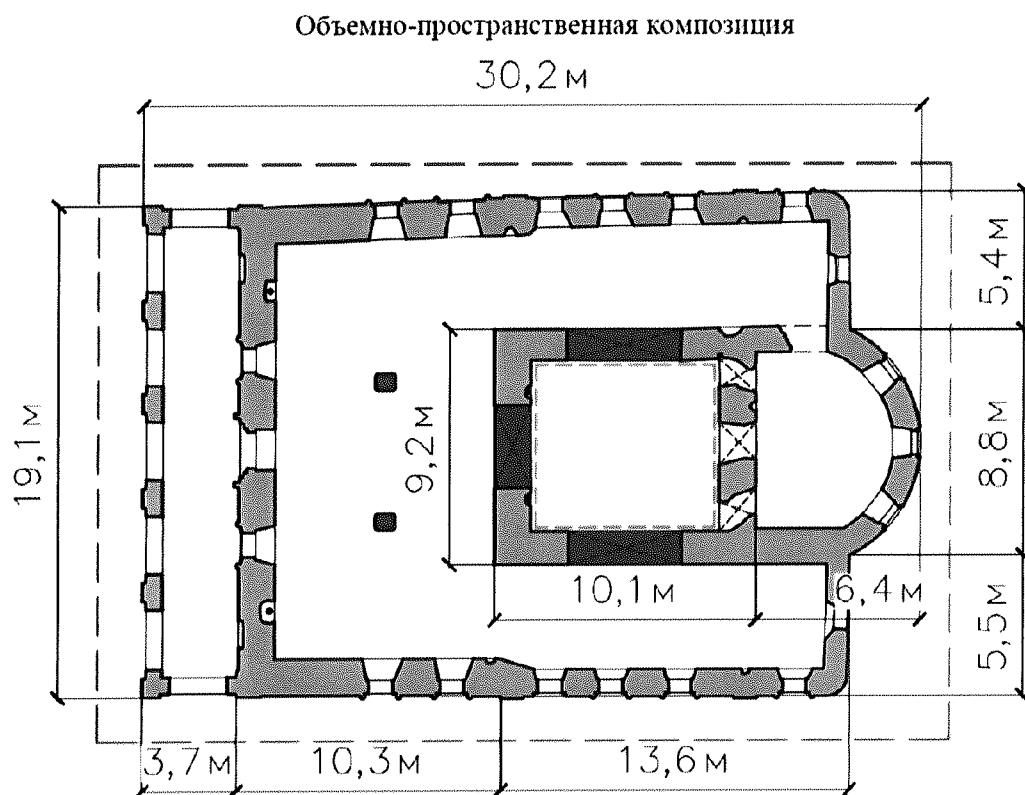 Объемно-пространственная композиция
30,2м
19,1м
9,2м
5,4м
8,8м
5,5м
10,1м
6,4м
3,7м
10,3м
13,6м